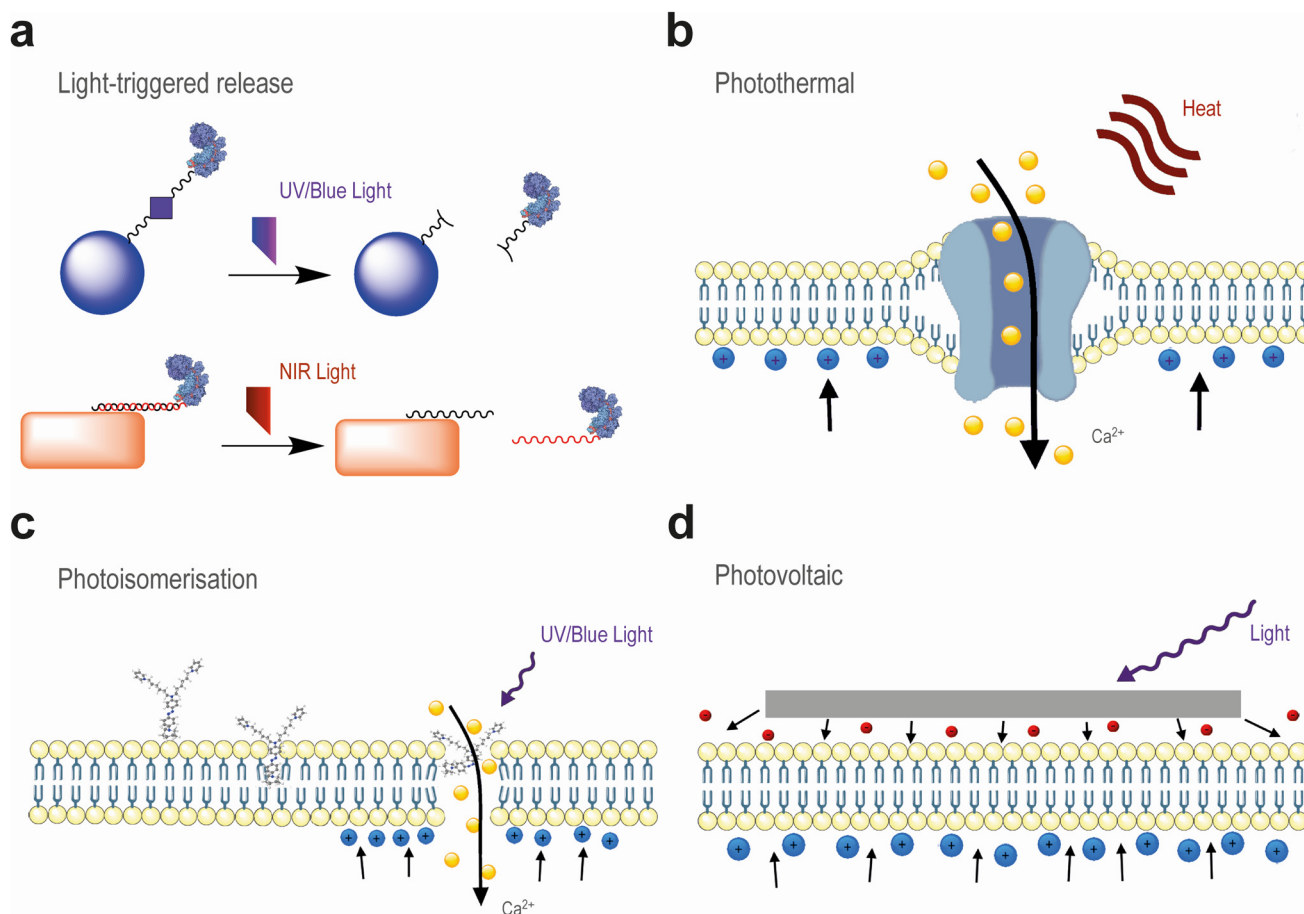 a
Light-triggered release
UV/Blue Light
NIR Light
b
Photothermal
Heat
+ + + + + + +
Ca²⁺
c
Photoisomerisation
UV/Blue Light
+ + + + + + + +
Ca²⁺
d
Photovoltaic
Light
- - - - - - - -
+ + + + + + + + + + +